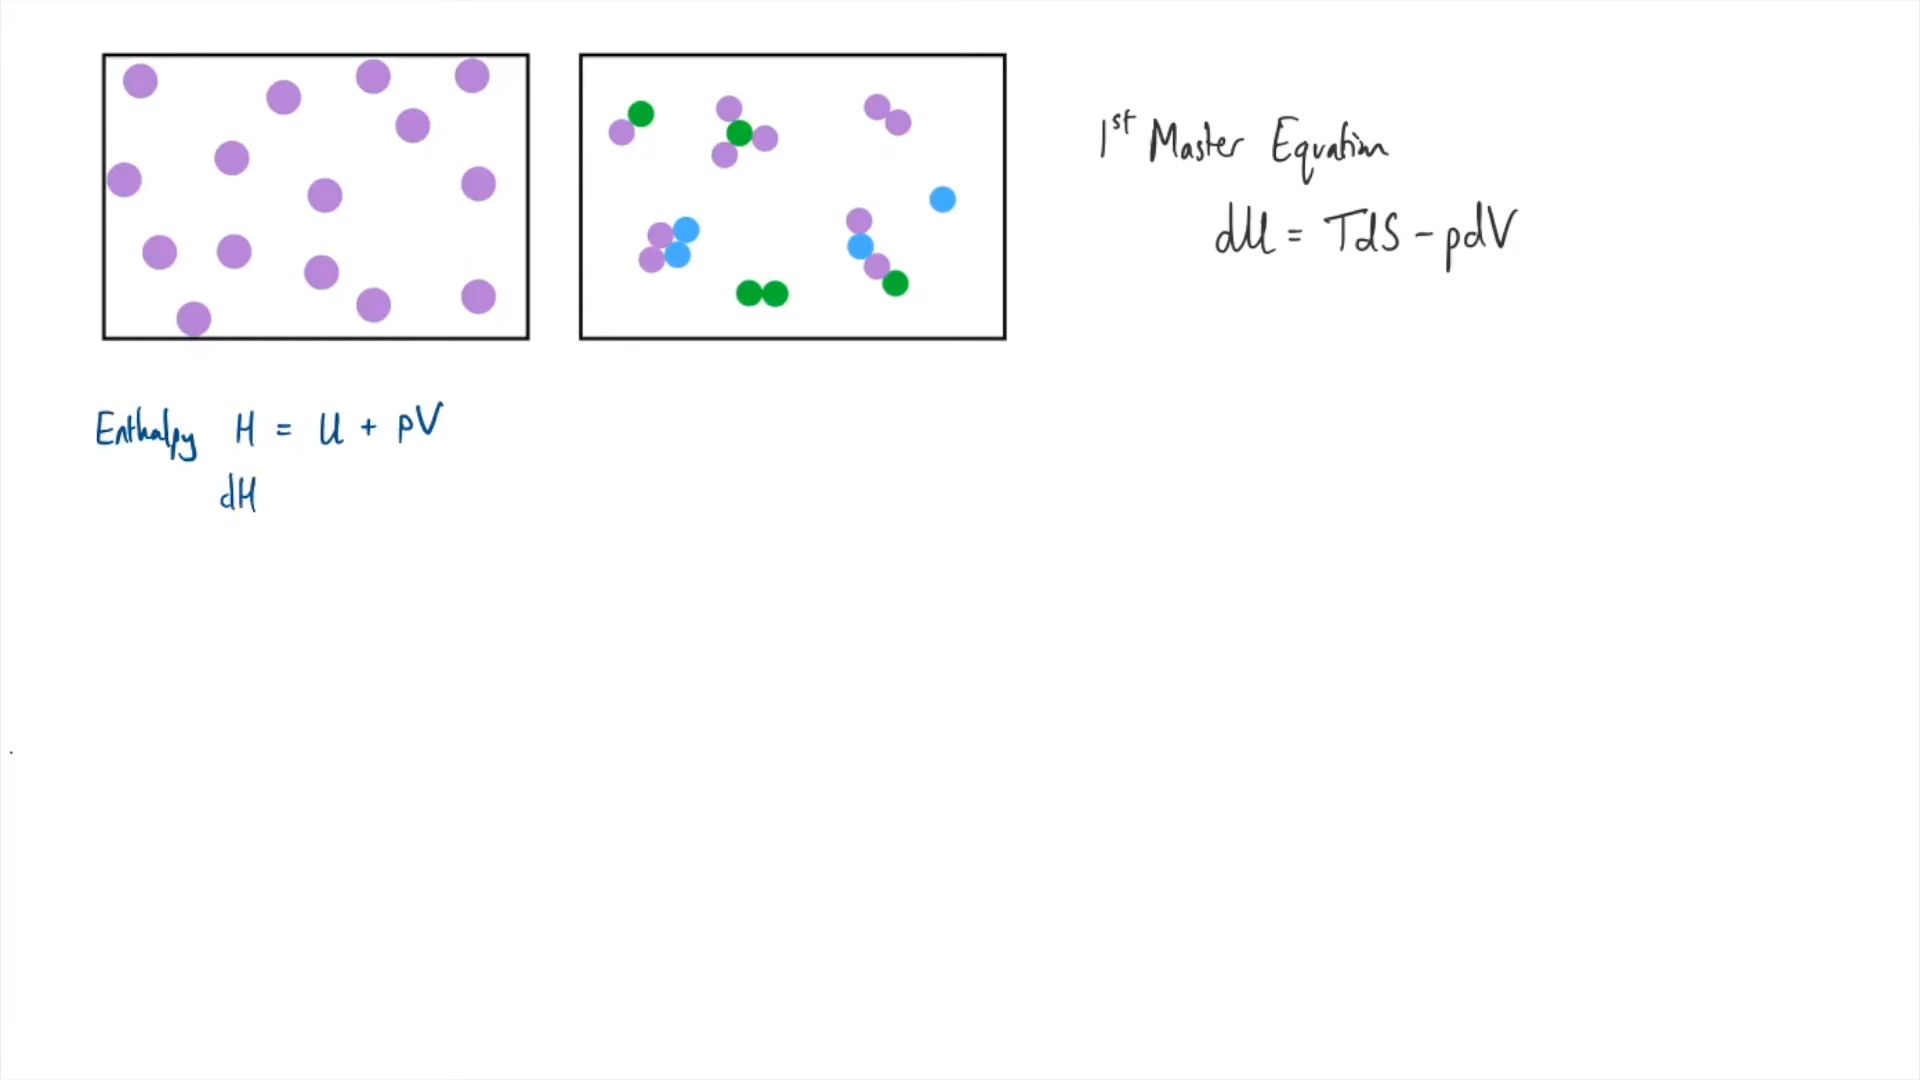 1st Master Equation
dU = TdS - pdV
Enthalpy H = U + pV
dH